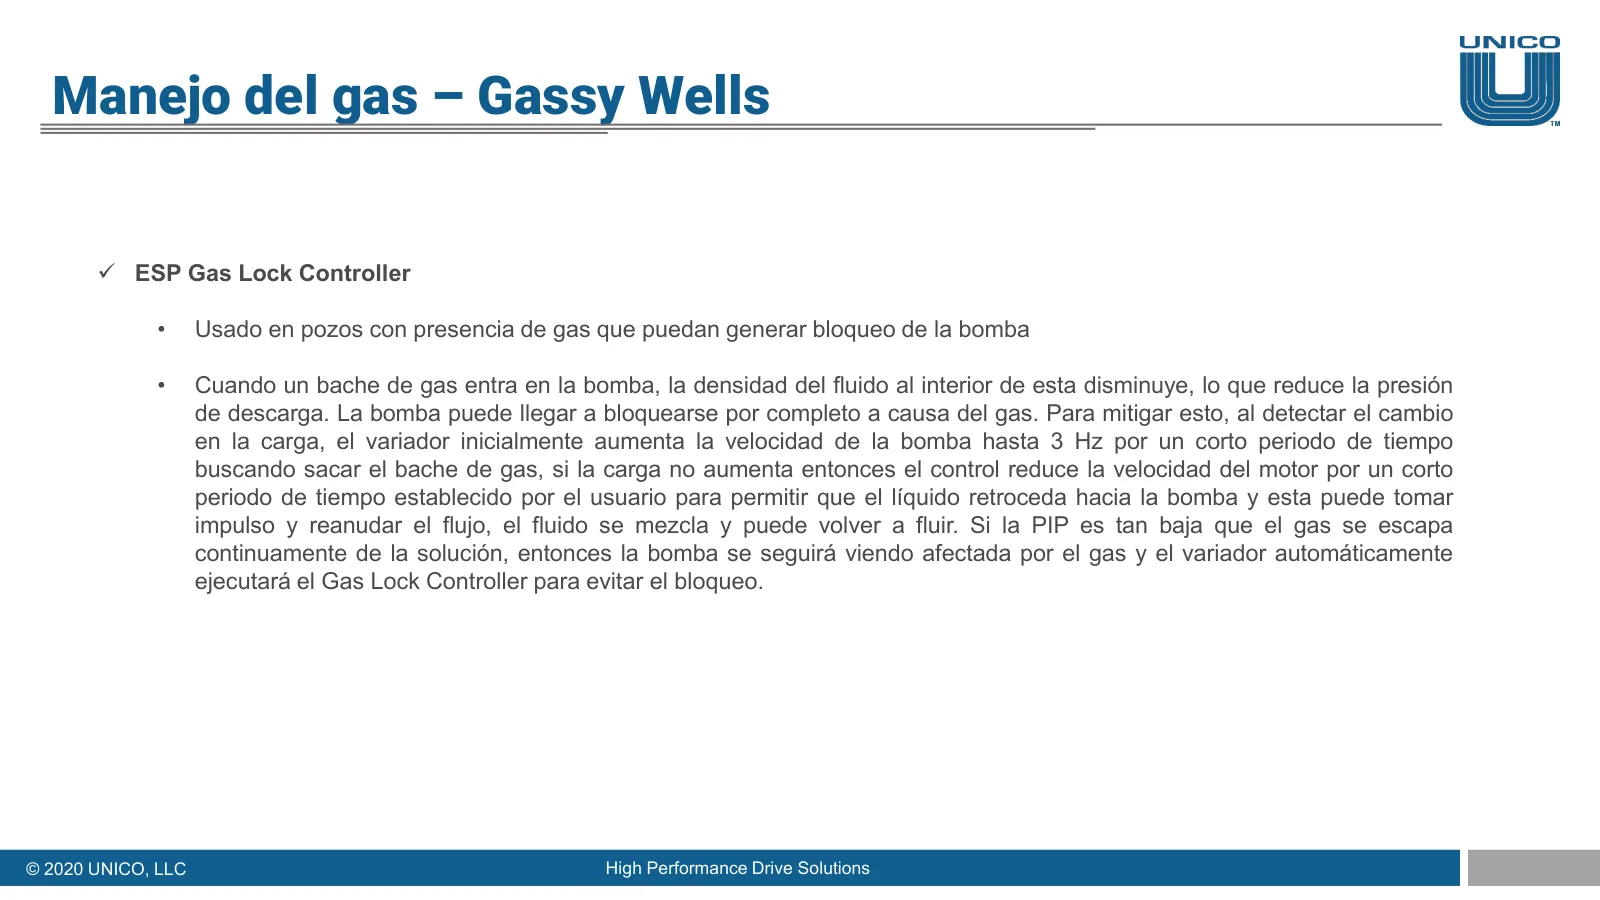 UNICO
TM
Manejo del gas – Gassy Wells
✓ ESP Gas Lock Controller
• Usado en pozos con presencia de gas que puedan generar bloqueo de la bomba
• Cuando un bache de gas entra en la bomba, la densidad del fluido al interior de esta disminuye, lo que reduce la presión
de descarga. La bomba puede llegar a bloquearse por completo a causa del gas. Para mitigar esto, al detectar el cambio
en la carga, el variador inicialmente aumenta la velocidad de la bomba hasta 3 Hz por un corto periodo de tiempo
buscando sacar el bache de gas, si la carga no aumenta entonces el control reduce la velocidad del motor por un corto
periodo de tiempo establecido por el usuario para permitir que el líquido retroceda hacia la bomba y esta puede tomar
impulso y reanudar el flujo, el fluido se mezcla y puede volver a fluir. Si la PIP es tan baja que el gas se escapa
continuamente de la solución, entonces la bomba se seguirá viendo afectada por el gas y el variador automáticamente
ejecutará el Gas Lock Controller para evitar el bloqueo.
© 2020 UNICO, LLC
High Performance Drive Solutions